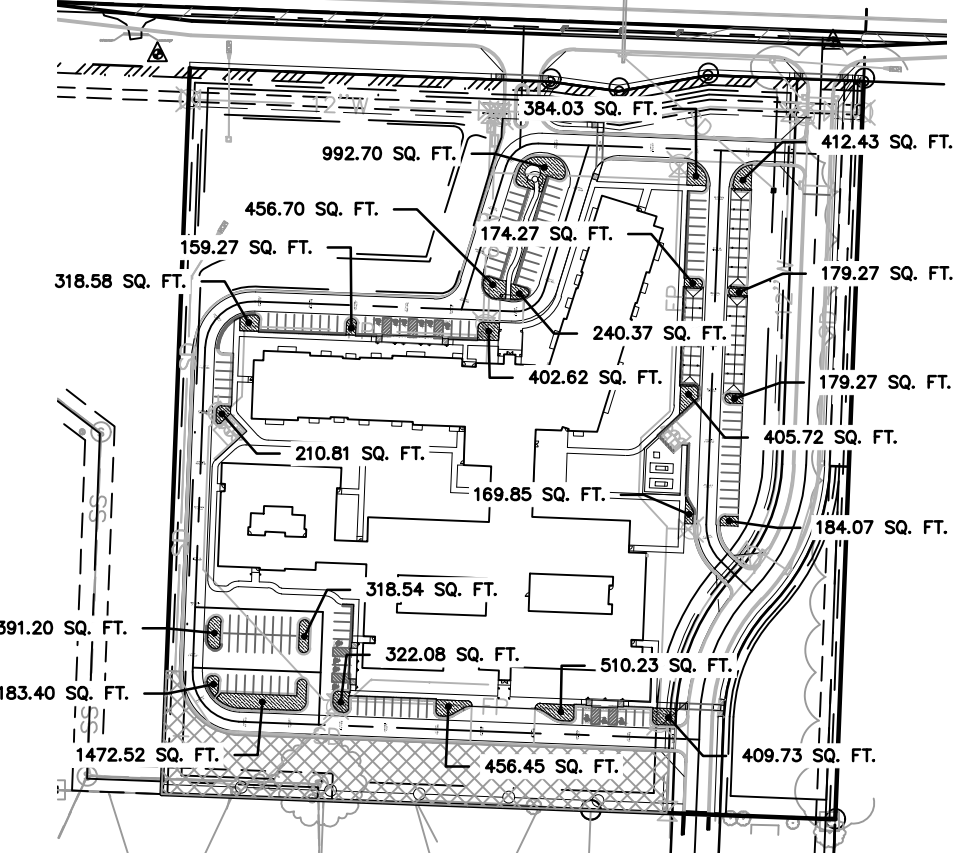 12"W
384.03 SQ. FT.
412.43 SQ. FT.
992.70 SQ. FT.
456.70 SQ. FT.
174.27 SQ. FT.
159.27 SQ. FT.
179.27 SQ. FT.
318.58 SQ. FT.
240.37 SQ. FT.
402.62 SQ. FT.
179.27 SQ. FT.
405.72 SQ. FT.
210.81 SQ. FT.
169.85 SQ. FT.
SS
184.07 SQ. FT.
318.54 SQ. FT.
391.20 SQ. FT.
322.08 SQ. FT.
510.23 SQ. FT.
183.40 SQ. FT.
SS
1472.52 SQ. FT.
456.45 SQ. FT.
409.73 SQ. FT.